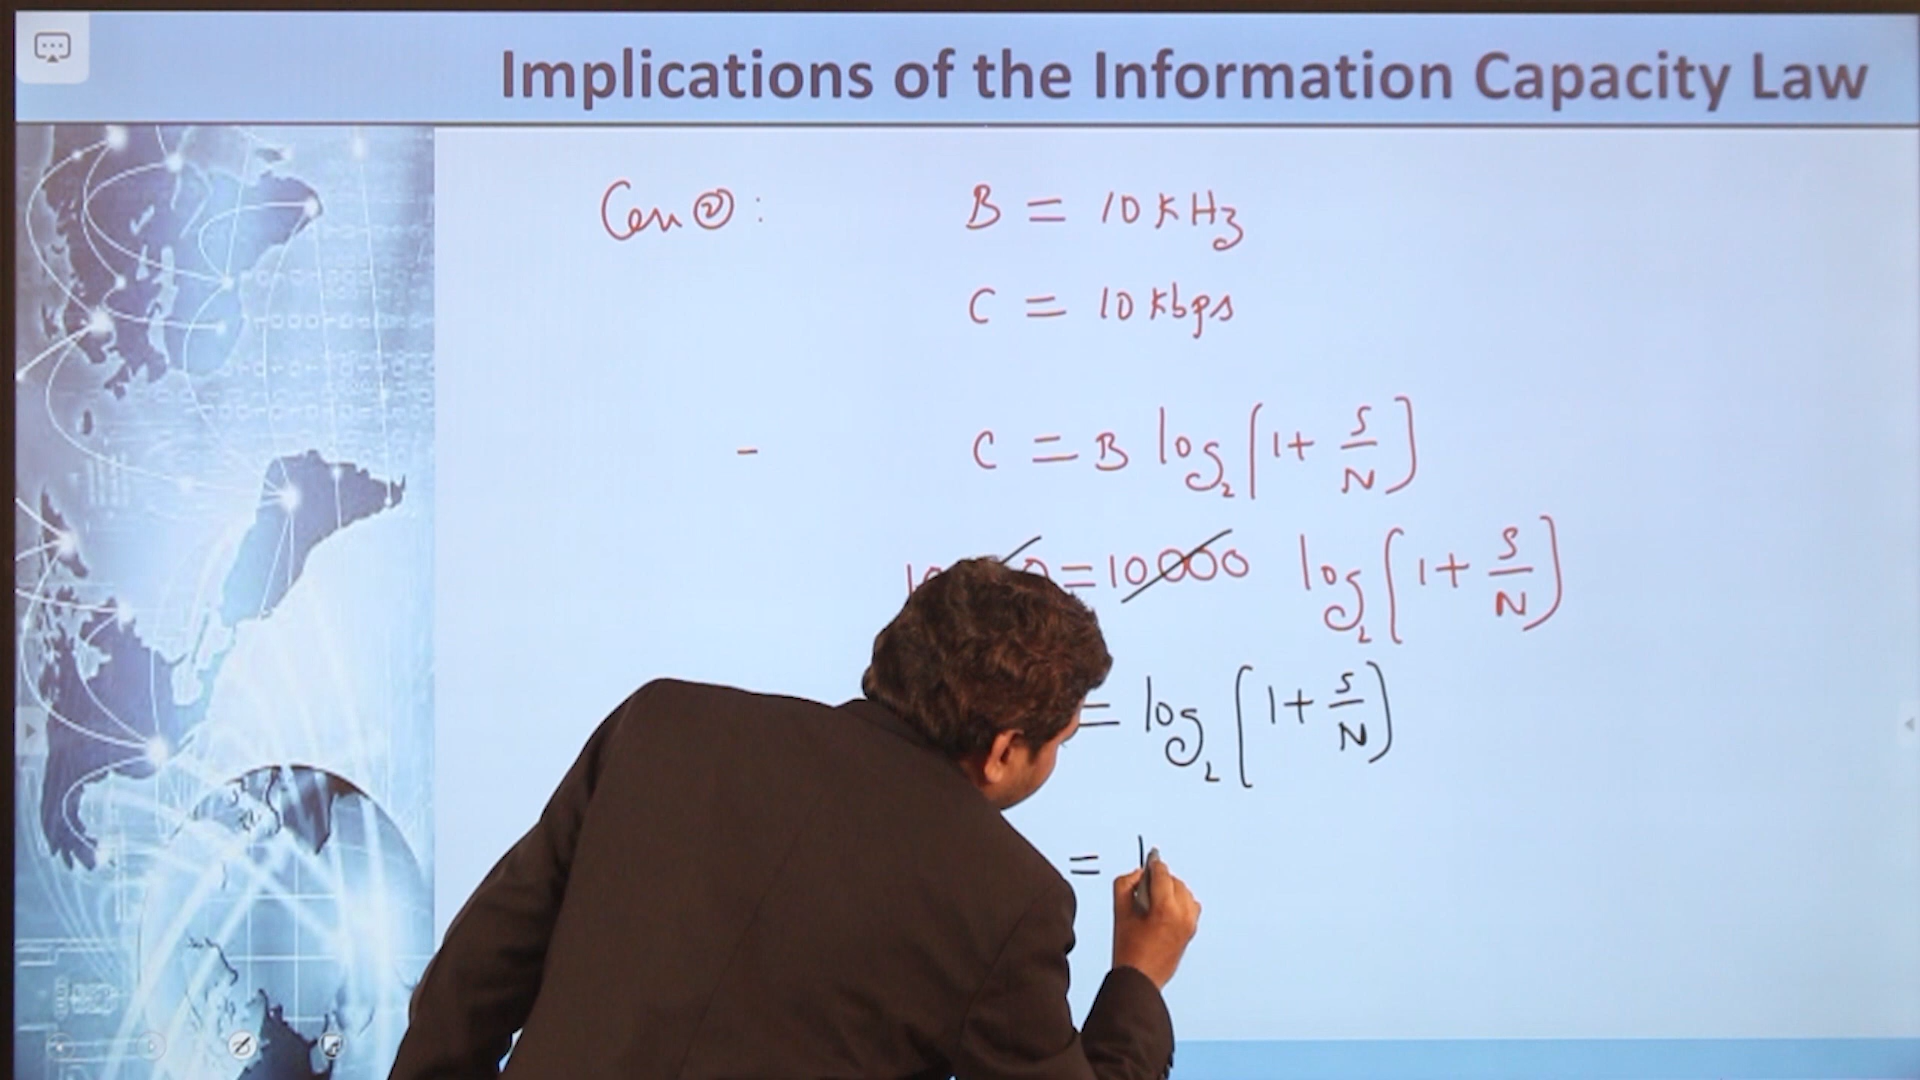 Implications of the Information Capacity Law
Case ② :
B = 10 KHz
C = 10 kbps
- C = B log₂ [1 + S/N]
= 10000 log₂ [1 + S/N]
= log₂ [1 + S/N]
=